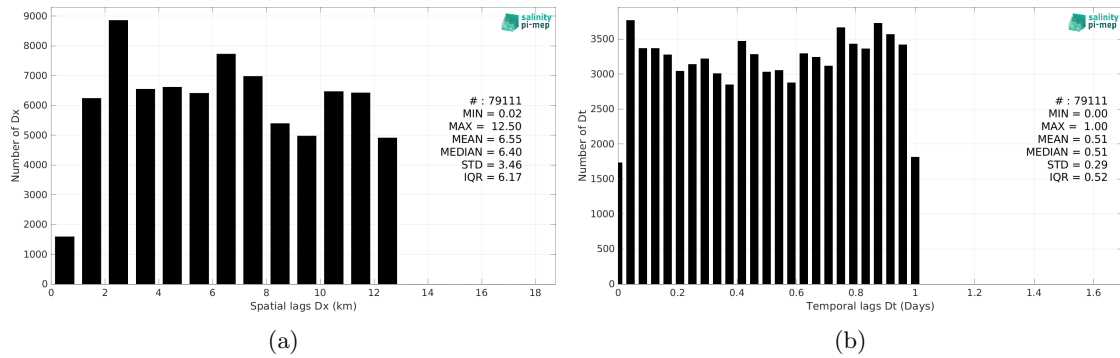 salinity
pi-mep
9000
8000
7000
6000
5000
4000
3000
2000
1000
0
Number of Dx
# : 79111
MIN = 0.02
MAX = 12.50
MEAN = 6.55
MEDIAN = 6.40
STD = 3.46
IQR = 6.17
0 2 4 6 8 10 12 14 16 18
Spatial lags Dx (km)
(a)
salinity
pi-mep
3500
3000
2500
2000
1500
1000
500
0
Number of Dt
# : 79111
MIN = 0.00
MAX = 1.00
MEAN = 0.51
MEDIAN = 0.51
STD = 0.29
IQR = 0.52
0 0.2 0.4 0.6 0.8 1 1.2 1.4 1.6
Temporal lags Dt (Days)
(b)